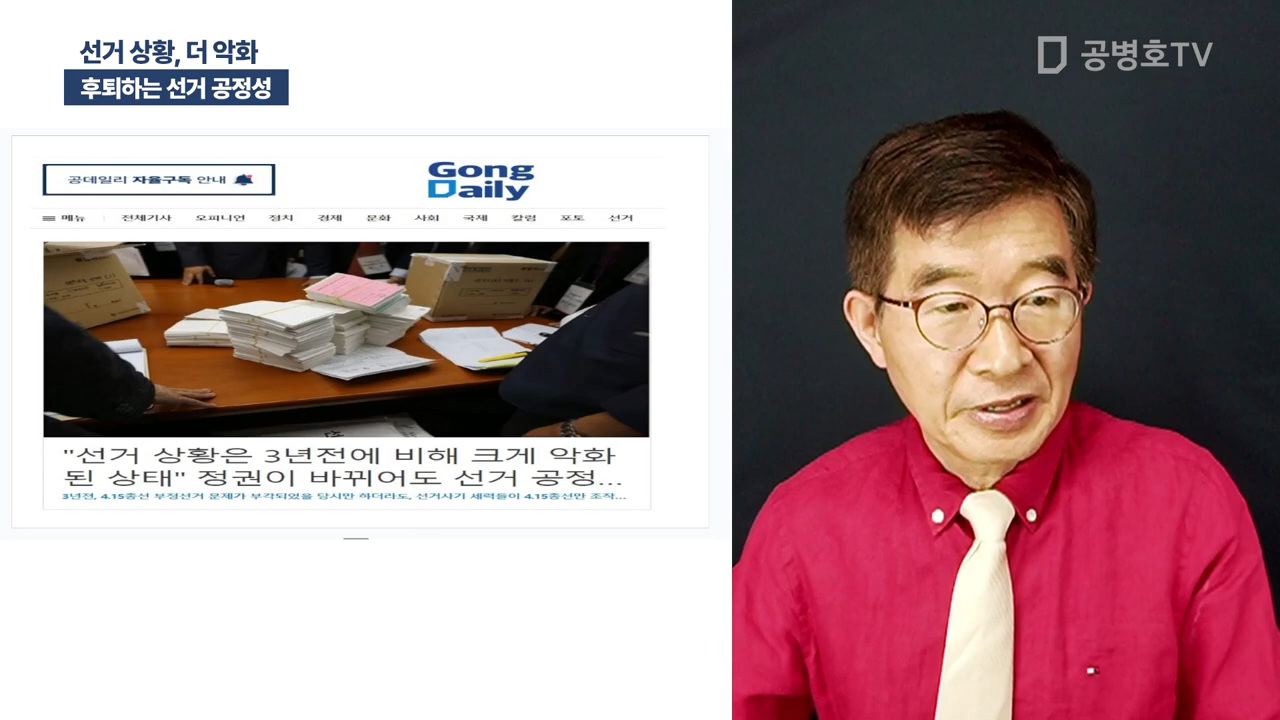 선거 상황, 더 악화
후퇴하는 선거 공정성
공병호TV
공데일리 자율구독 안내
Gong
Daily
메뉴 전체기사 오피니언 정치 경제 문화 사회 국제 칼럼 포토 선거
"선거 상황은 3년전에 비해 크게 악화
된 상태" 정권이 바뀌어도 선거 공정...
3년전, 4.15총선 부정선거 문제가 부각되었을 당시만 하더라도, 선거사기 세력들이 4.15총선만 조작...